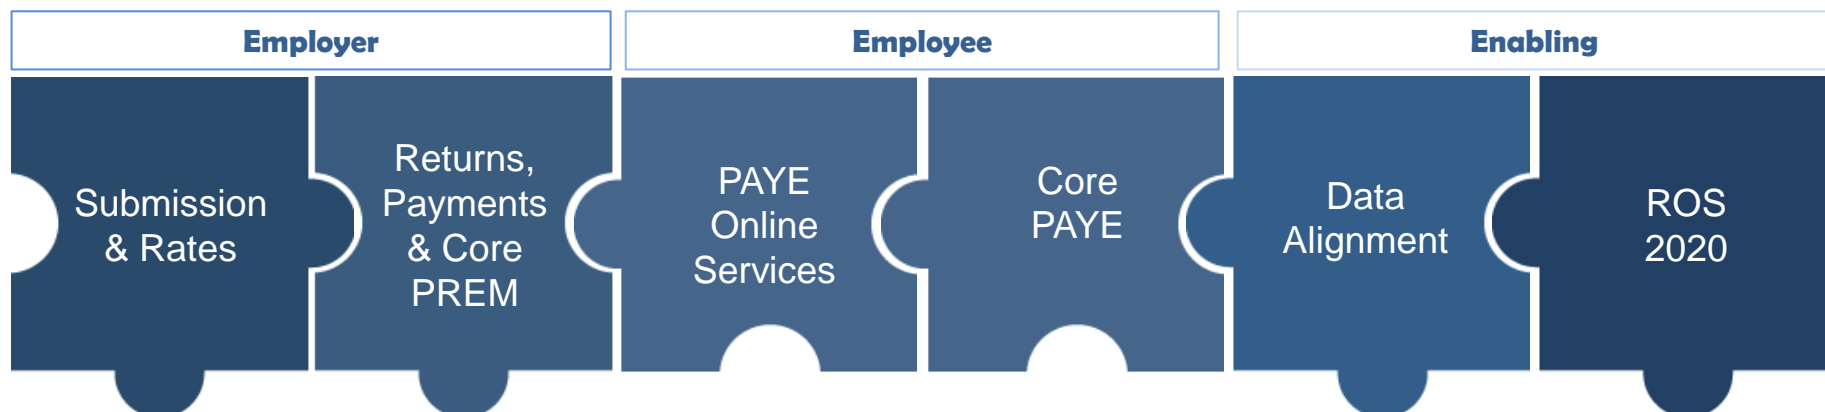 Employer
Employee
Enabling
Submission
& Rates
Returns,
Payments
& Core
PREM
PAYE
Online
Services
Core
PAYE
Data
Alignment
ROS
2020